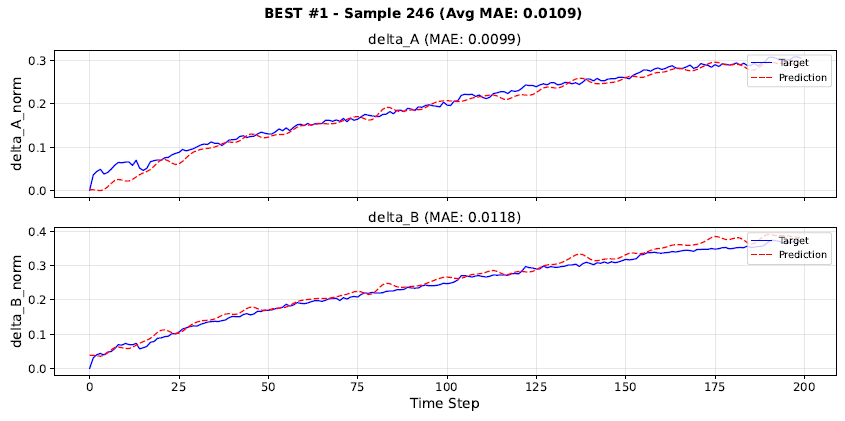 BEST #1 - Sample 246 (Avg MAE: 0.0109)
delta_A (MAE: 0.0099)
0.3
0.2
0.1
0.0
delta_A_norm
Target
Prediction
delta_B (MAE: 0.0118)
0.4
0.3
0.2
0.1
0.0
delta_B_norm
Target
Prediction
0 25 50 75 100 125 150 175 200
Time Step